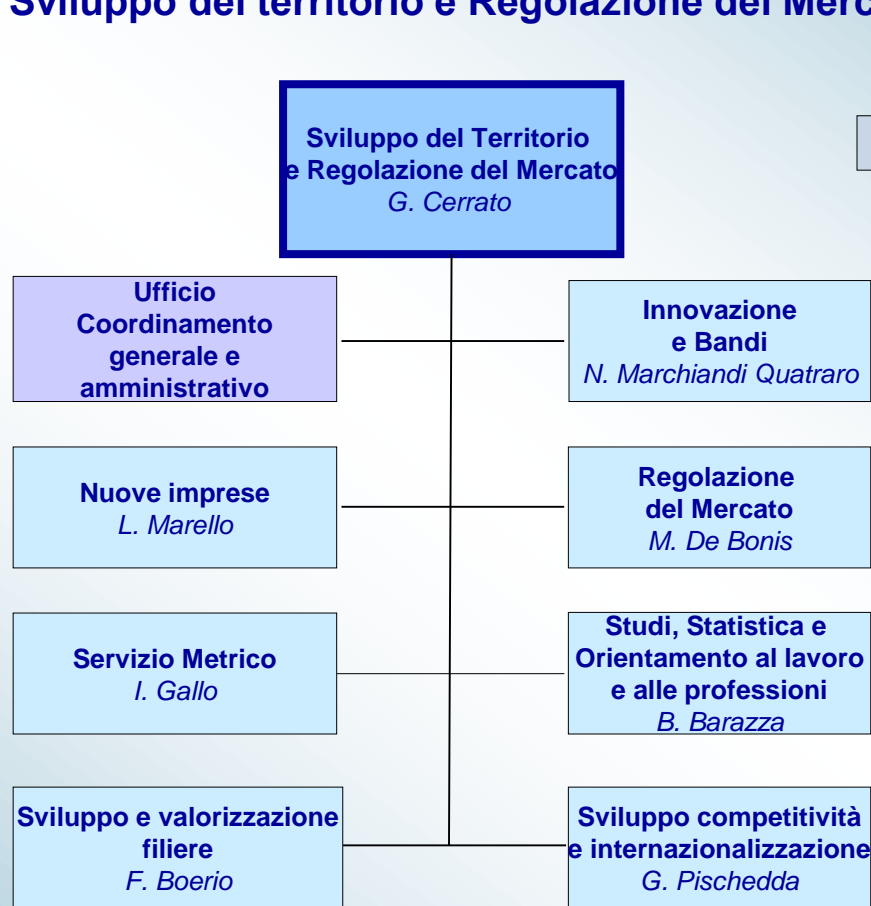 Sviluppo del territorio e Regolazione del
Sviluppo del Territorio
e Regolazione del Mercato
G. Cerrato
Ufficio
Coordinamento
generale e
amministrativo
Innovazione
e Bandi
N. Marchiandi Quatraro
Nuove imprese
L. Marello
Regolazione
del Mercato
M. De Bonis
Servizio Metrico
I. Gallo
Studi, Statistica e
Orientamento al lavoro
e alle professioni
B. Barazza
Sviluppo e valorizzazione
filiere
F. Boerio
Sviluppo competitività
e internazionalizzazione
G. Pischedda